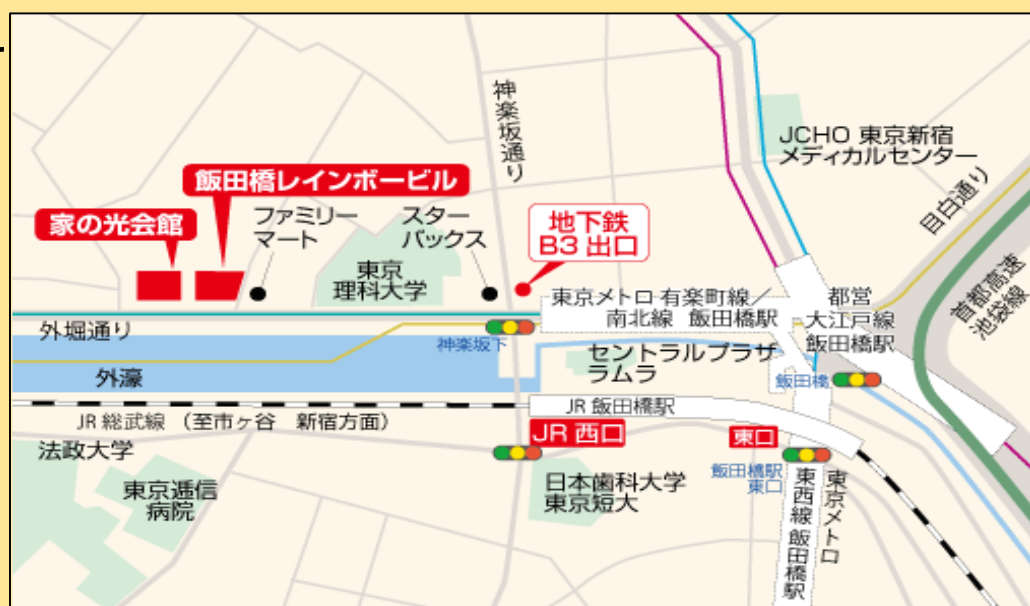 神楽坂通り
JCHO 東京新宿
メディカルセンター
目白通り
首都高速
池袋線
飯田橋レインボービル
家の光会館
ファミリー
マート
スター
バックス
地下鉄
B3 出口
東京
理科大学
東京メトロ 有楽町線／
南北線 飯田橋駅
都営
大江戸線
飯田橋駅
外堀通り
神楽坂下
セントラルプラザ
ラムラ
飯田橋
外濠
JR 飯田橋駅
JR 総武線 （至市ヶ谷 新宿方面）
JR 西口
東口
法政大学
飯田橋駅
東口
東京逓信
病院
日本歯科大学
東京短大
東京メトロ
東西線 飯田橋駅